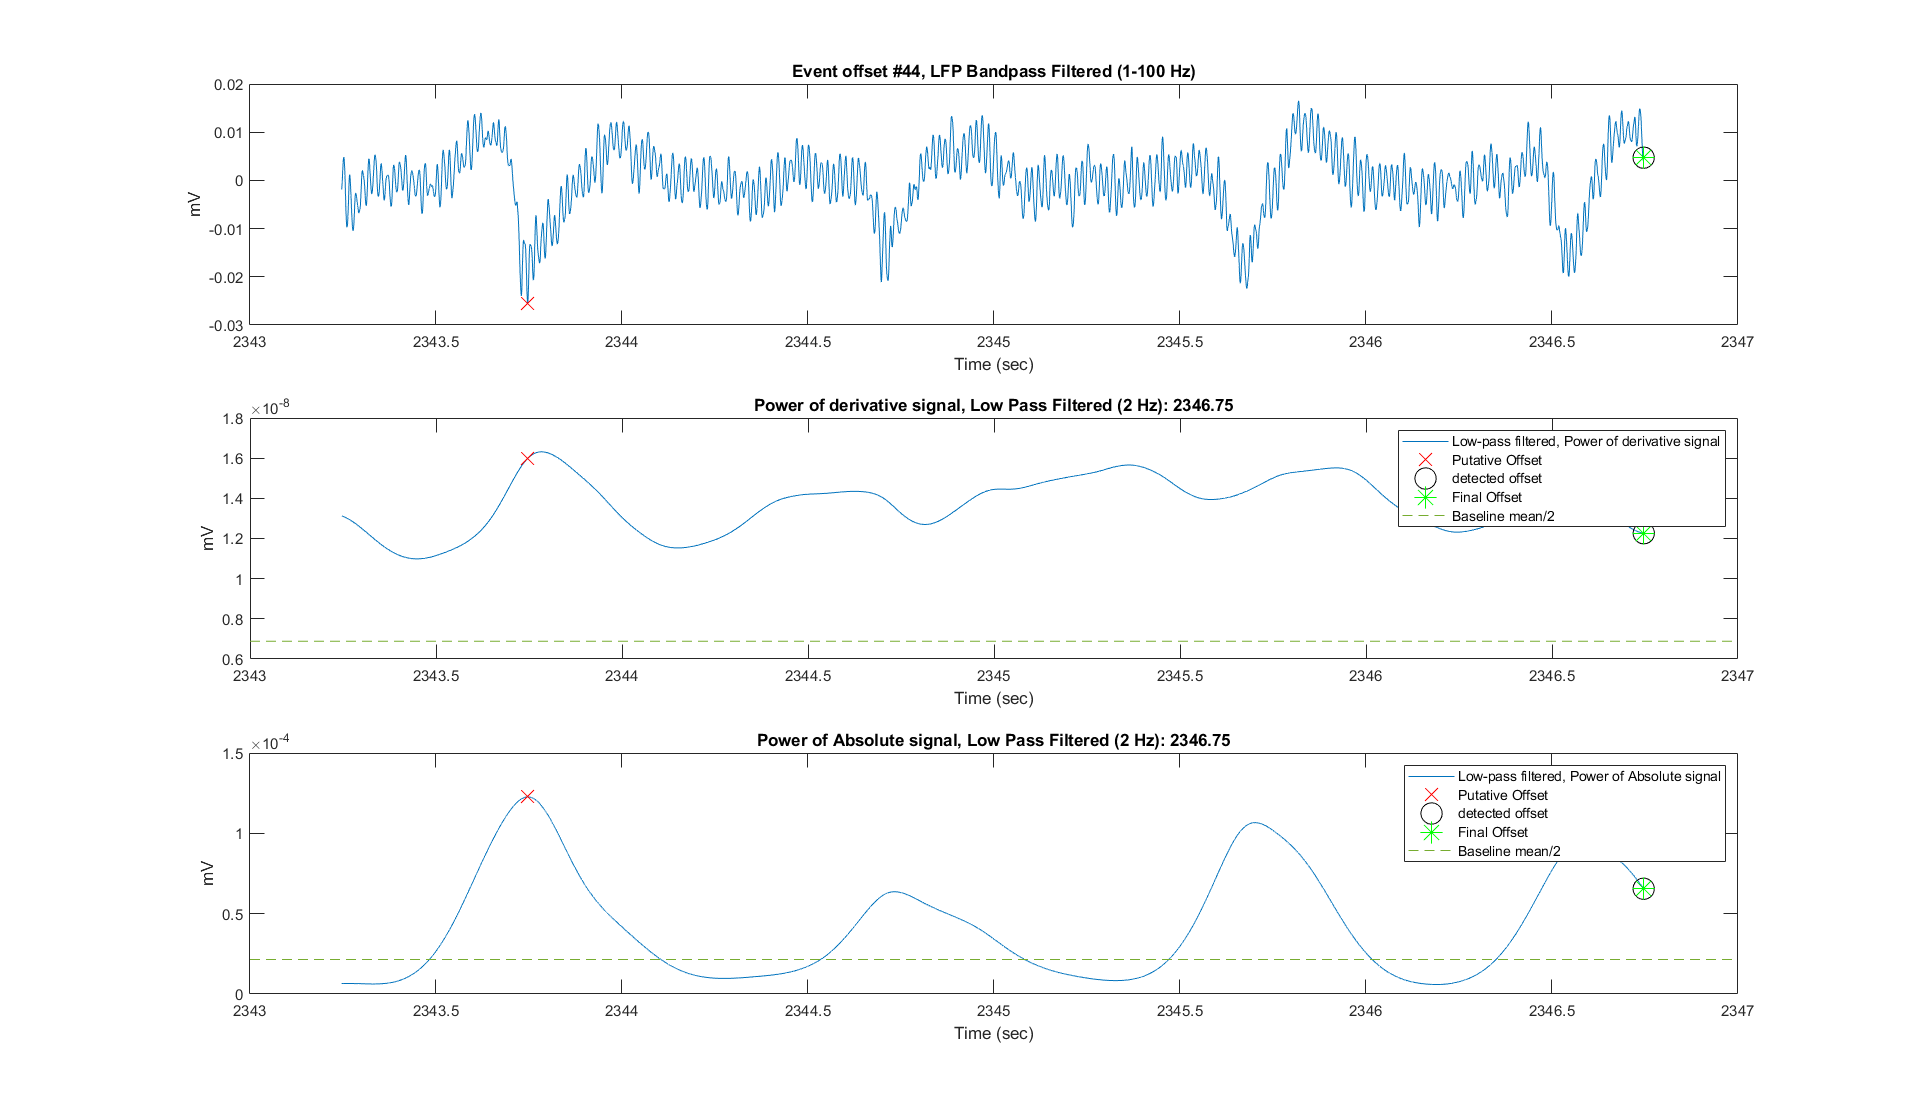 Event offset #44, LFP Bandpass Filtered (1-100 Hz)
0.02
0.01
0
-0.01
-0.02
-0.03
mV
2343 2343.5 2344 2344.5 2345 2345.5 2346 2346.5 2347
Time (sec)
Power of derivative signal, Low Pass Filtered (2 Hz): 2346.75
×10^-8
1.8
1.6
1.4
1.2
1
0.8
0.6
mV
Low-pass filtered, Power of derivative signal
Putative Offset
detected offset
Final Offset
Baseline mean/2
2343 2343.5 2344 2344.5 2345 2345.5 2346 2346.5 2347
Time (sec)
Power of Absolute signal, Low Pass Filtered (2 Hz): 2346.75
×10^-4
1.5
1
0.5
0
mV
Low-pass filtered, Power of Absolute signal
Putative Offset
detected offset
Final Offset
Baseline mean/2
2343 2343.5 2344 2344.5 2345 2345.5 2346 2346.5 2347
Time (sec)